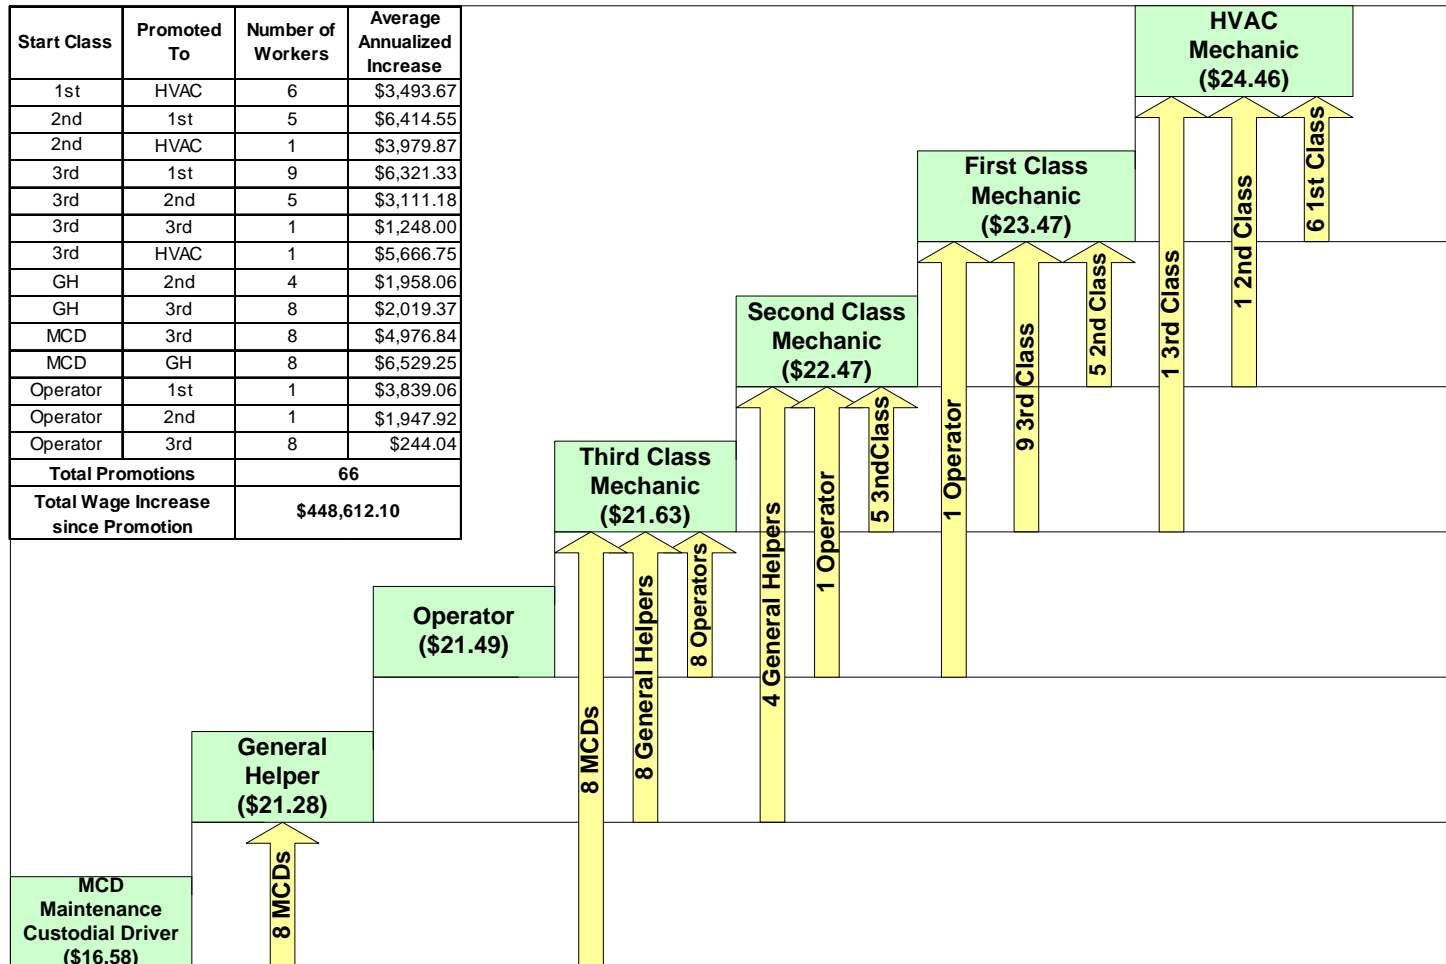 Start Class | Promoted To | Number of Workers | Average Annualized Increase
1st | HVAC | 6 | $3,493.67
2nd | 1st | 5 | $6,414.55
2nd | HVAC | 1 | $3,979.87
3rd | 1st | 9 | $6,321.33
3rd | 2nd | 5 | $3,111.18
3rd | 3rd | 1 | $1,248.00
3rd | HVAC | 1 | $5,666.75
GH | 2nd | 4 | $1,958.06
GH | 3rd | 8 | $2,019.37
MCD | 3rd | 8 | $4,976.84
MCD | GH | 8 | $6,529.25
Operator | 1st | 1 | $3,839.06
Operator | 2nd | 1 | $1,947.92
Operator | 3rd | 8 | $244.04
Total Promotions | 66
Total Wage Increase since Promotion | $448,612.10
HVAC
Mechanic
($24.46)
1 3rd Class
1 2nd Class
6 1st Class
First Class
Mechanic
($23.47)
1 Operator
9 3rd Class
5 2nd Class
Second Class
Mechanic
($22.47)
4 General Helpers
1 Operator
5 3ndClass
Third Class
Mechanic
($21.63)
8 MCDs
8 General Helpers
8 Operators
Operator
($21.49)
General
Helper
($21.28)
8 MCDs
MCD
Maintenance
Custodial Driver
($16.58)